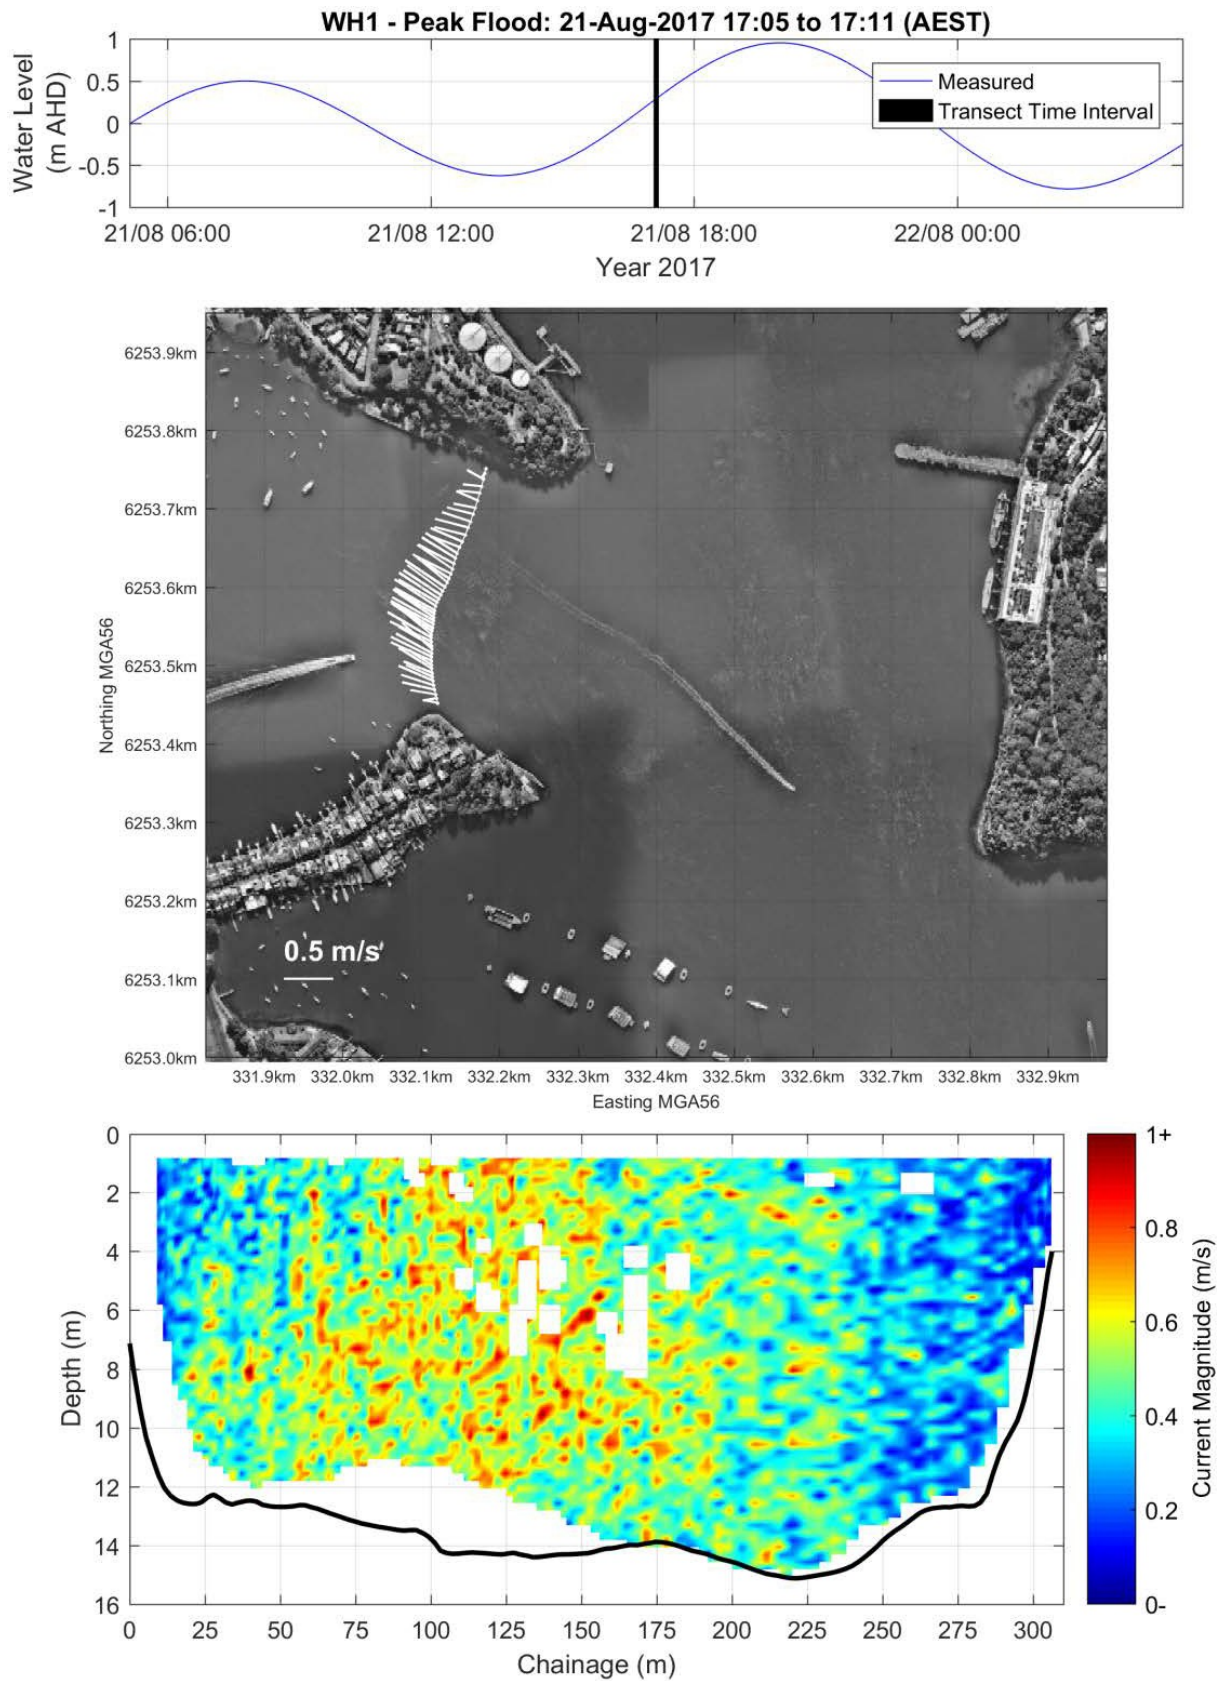 WH1 - Peak Flood: 21-Aug-2017 17:05 to 17:11 (AEST)
Water Level
(m AHD)
1
0.5
0
-0.5
-1
Measured
Transect Time Interval
21/08 06:00 21/08 12:00 21/08 18:00 22/08 00:00
Year 2017
Northing MGA56
6253.9km
6253.8km
6253.7km
6253.6km
6253.5km
6253.4km
6253.3km
6253.2km
6253.1km
6253.0km
0.5 m/s
331.9km 332.0km 332.1km 332.2km 332.3km 332.4km 332.5km 332.6km 332.7km 332.8km 332.9km
Easting MGA56
Depth (m)
0
2
4
6
8
10
12
14
16
0 25 50 75 100 125 150 175 200 225 250 275 300
Chainage (m)
1+
0.8
0.6
0.4
0.2
0-
Current Magnitude (m/s)